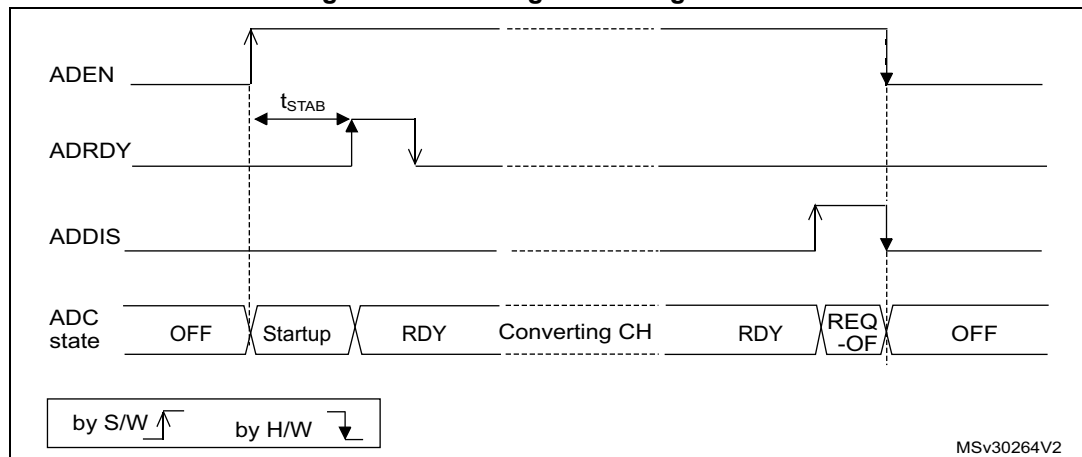 ADEN
tSTAB
ADRDY
ADDIS
ADC
state
OFF
Startup
RDY
Converting CH
RDY
REQ
-OF
OFF
by S/W
by H/W
MSv30264V2